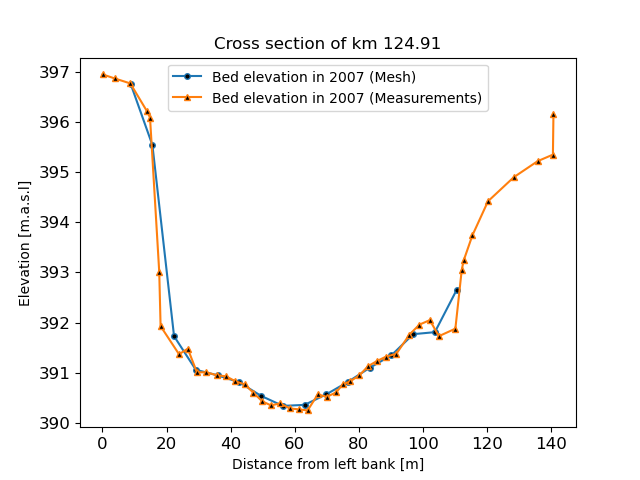 Cross section of km 124.91
Bed elevation in 2007 (Mesh)
Bed elevation in 2007 (Measurements)
397
396
395
394
393
392
391
390
Elevation [m.a.s.l]
0 20 40 60 80 100 120 140
Distance from left bank [m]